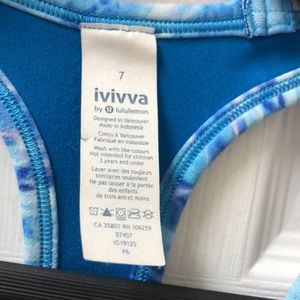 7
ivivva
by lululemon
Designed in Vancouver
Made in Indonesia
Conçu à Vancouver
Fabriqué en Indonésie
Wash with like colours
Not intended for children
3 years and under
Laver avec des couleurs
similaires seulement
Ne pas laisser à la portée
des enfants
de trois ans et moins
CA 35801 RN 106259
87457
IG1912S
P6